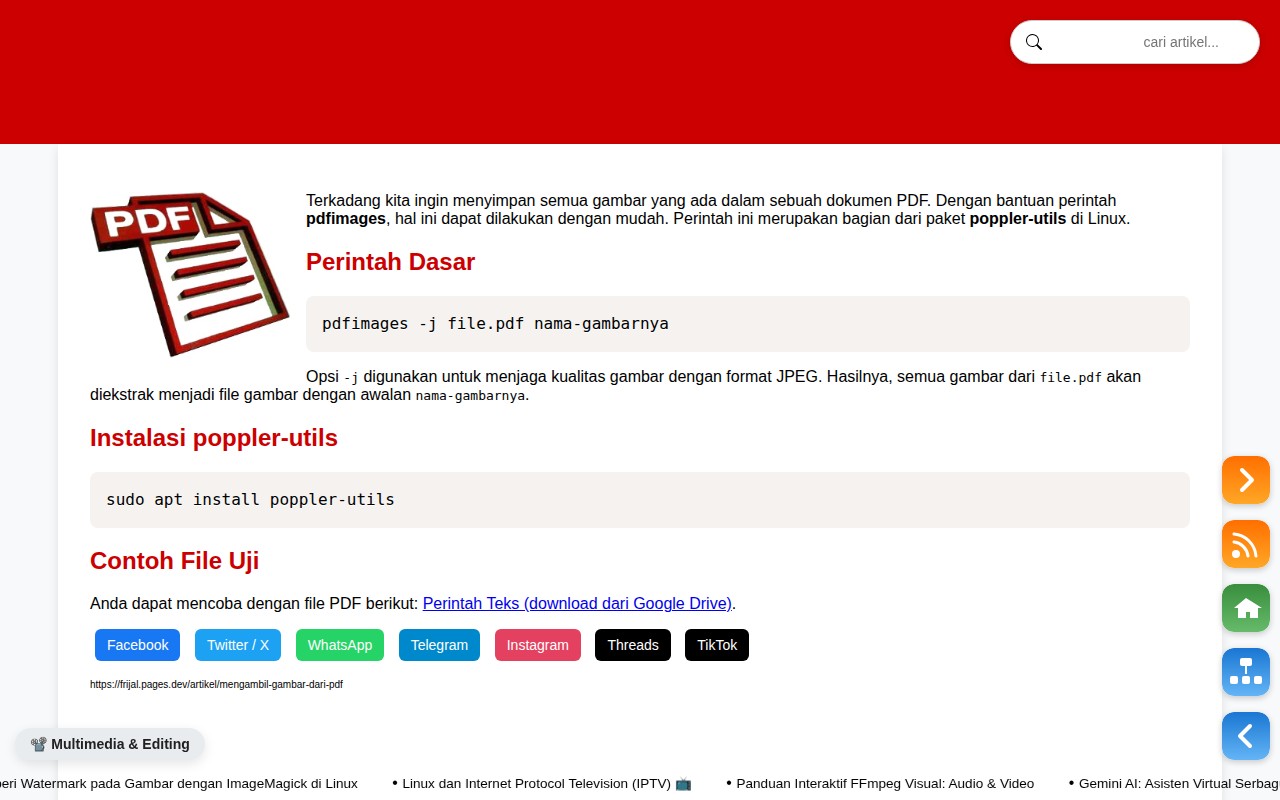 cari artikel...
PDF
Terkadang kita ingin menyimpan semua gambar yang ada dalam sebuah dokumen PDF. Dengan bantuan perintah
pdfimages, hal ini dapat dilakukan dengan mudah. Perintah ini merupakan bagian dari paket poppler-utils di Linux.
Perintah Dasar
pdfimages -j file.pdf nama-gambarnya
Opsi -j digunakan untuk menjaga kualitas gambar dengan format JPEG. Hasilnya, semua gambar dari file.pdf akan
diekstrak menjadi file gambar dengan awalan nama-gambarnya.
Instalasi poppler-utils
sudo apt install poppler-utils
Contoh File Uji
Anda dapat mencoba dengan file PDF berikut: Perintah Teks (download dari Google Drive).
Facebook Twitter / X WhatsApp Telegram Instagram Threads TikTok
https://frijal.pages.dev/artikel/mengambil-gambar-dari-pdf
📽️ Multimedia & Editing
Watermark pada Gambar dengan ImageMagick di Linux • Linux dan Internet Protocol Television (IPTV) 📺 • Panduan Interaktif FFmpeg Visual: Audio & Video • Gemini AI: Asisten Virtual